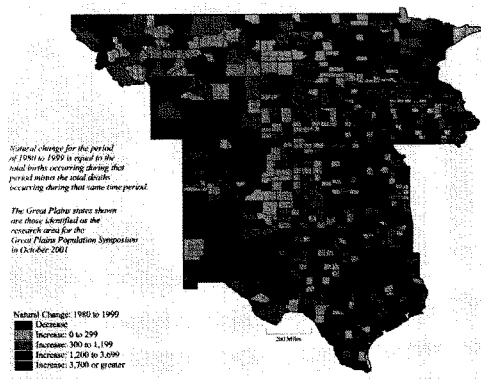 Natural change for the period
of 1980 to 1999 is equal to the
total births occurring during that
period minus the total deaths
occurring during that same time period.
The Great Plains states shown
are those identified as the
research area for the
Great Plains Population Symposium
in October 2001
Natural Change: 1980 to 1999
Decrease
Increase: 0 to 299
Increase: 300 to 1,199
Increase: 1,200 to 3,699
Increase: 3,700 or greater
200 Miles